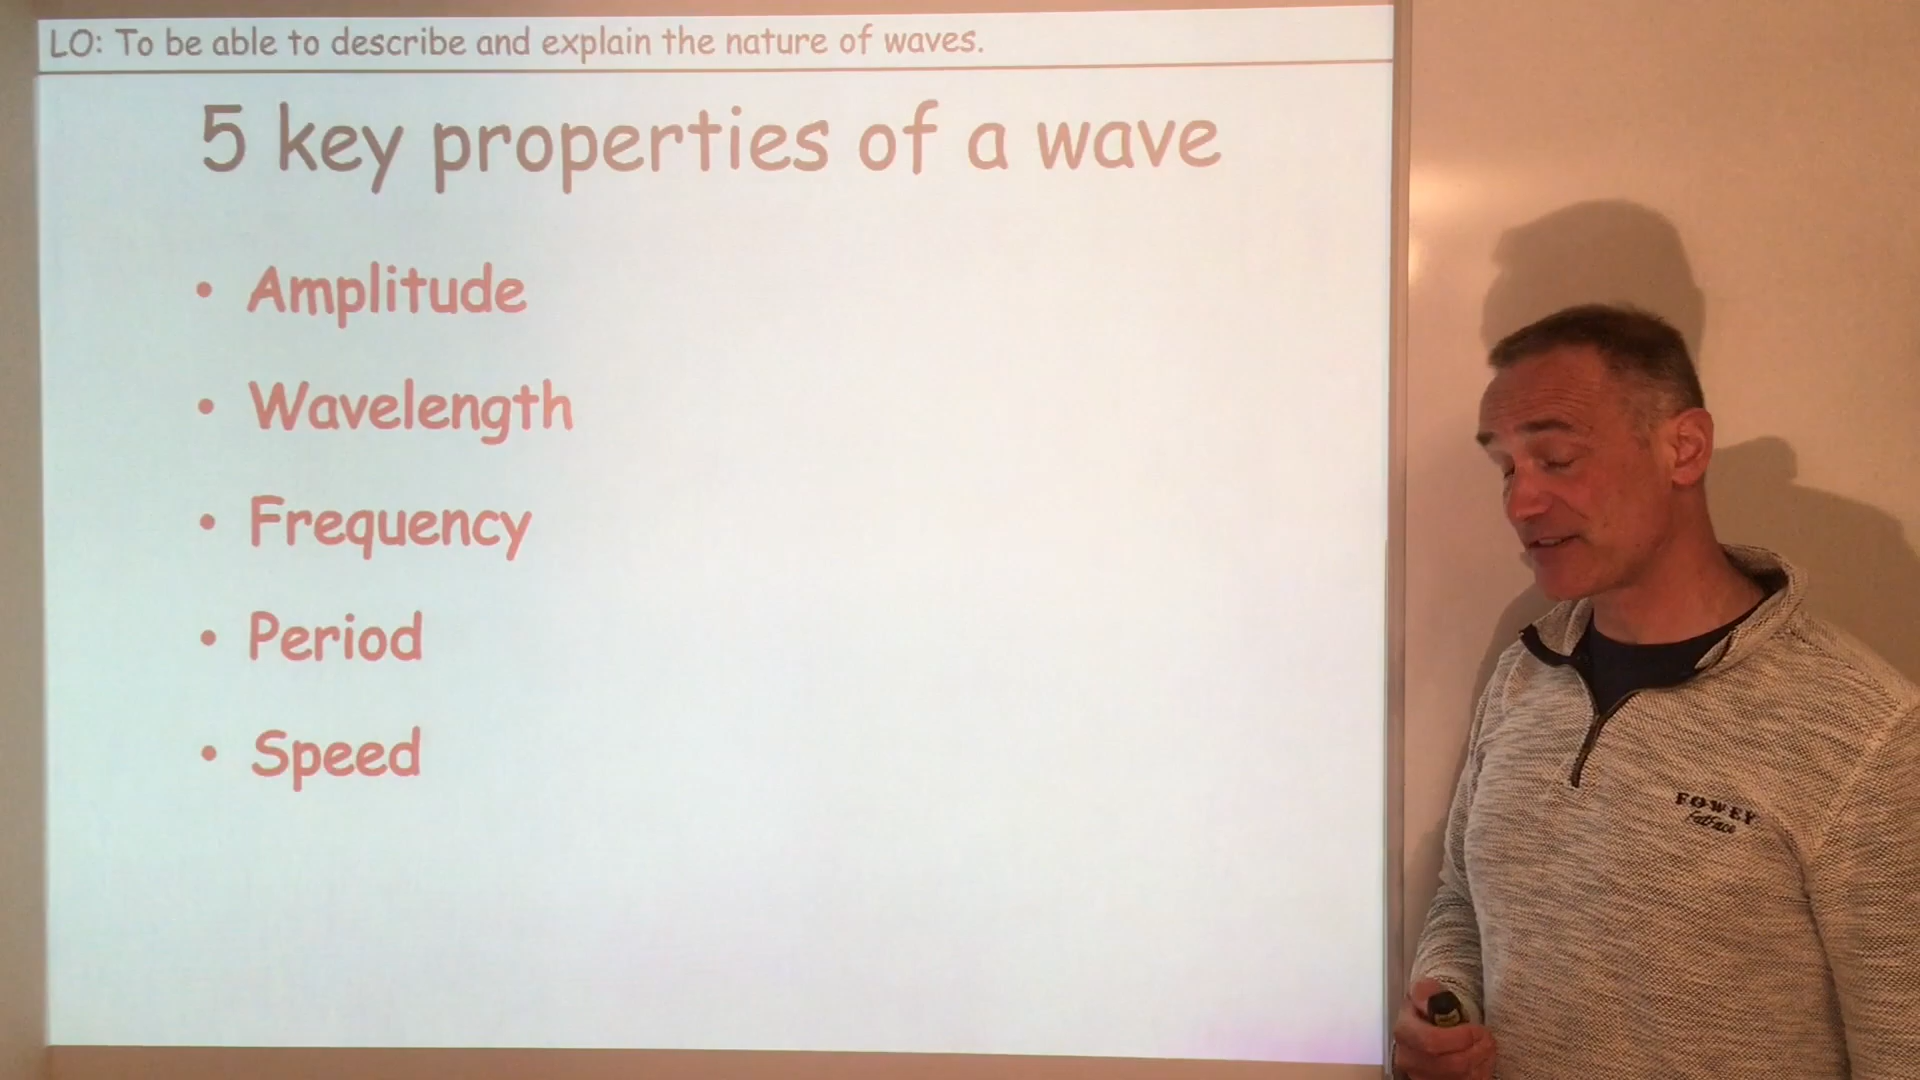 LO: To be able to describe and explain the nature of waves.
5 key properties of a wave
• Amplitude
• Wavelength
• Frequency
• Period
• Speed
FOWEY
FatFace